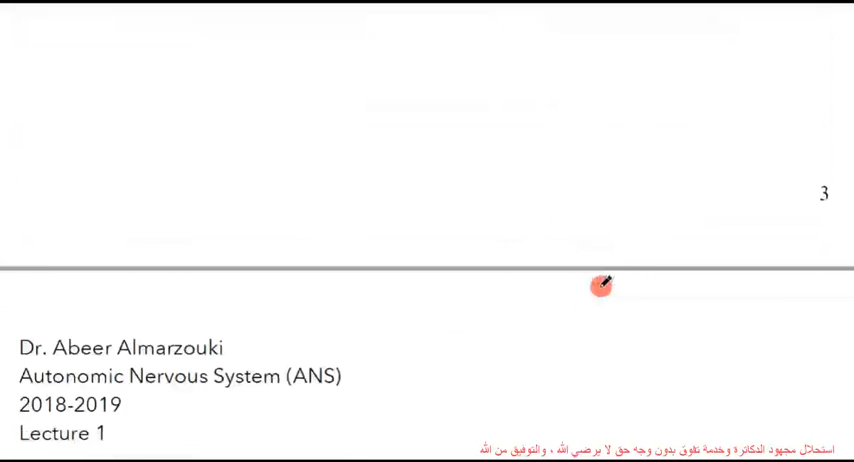 3
Dr. Abeer Almarzouki
Autonomic Nervous System (ANS)
2018-2019
Lecture 1
استحلال مجهود الدكاترة وخدمة تفوق بدون وجه حق لا يرضي الله ، والتوفيق من الله